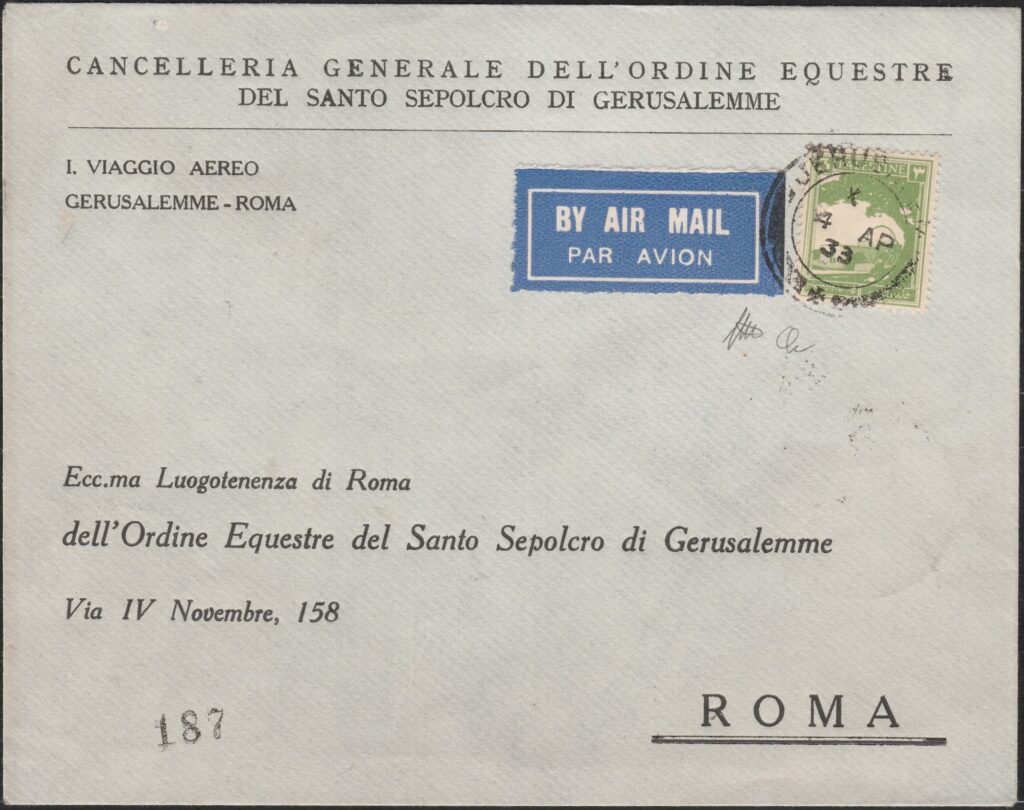 CANCELLERIA GENERALE DELL'ORDINE EQUESTRE
DEL SANTO SEPOLCRO DI GERUSALEMME
I. VIAGGIO AEREO
GERUSALEMME - ROMA
BY AIR MAIL
PAR AVION
X
4 AP
33
٣
Ecc.ma Luogotenenza di Roma
dell'Ordine Equestre del Santo Sepolcro di Gerusalemme
Via IV Novembre, 158
187
ROMA